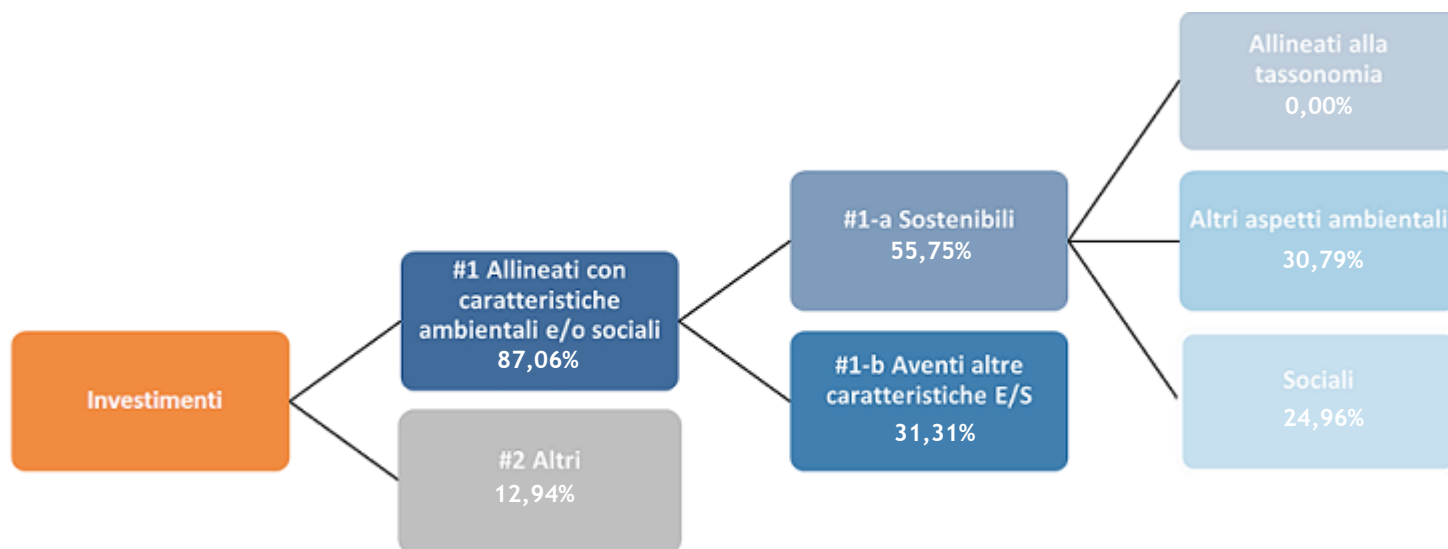 Investimenti
#1 Allineati con
caratteristiche
ambientali e/o sociali
87,06%
#2 Altri
12,94%
#1-a Sostenibili
55,75%
#1-b Aventi altre
caratteristiche E/S
31,31%
Allineati alla
tassonomia
0,00%
Altri aspetti ambientali
30,79%
Sociali
24,96%